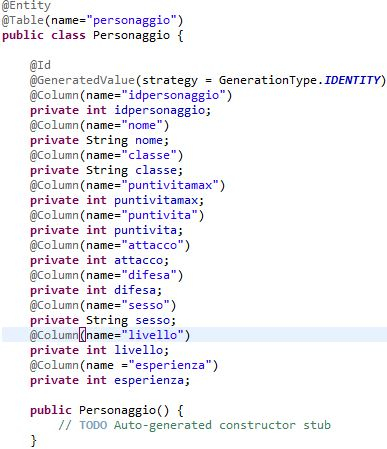 @Entity
@Table(name="personaggio")
public class Personaggio {
@Id
@GeneratedValue(strategy = GenerationType.IDENTITY)
@Column(name="idpersonaggio")
private int idpersonaggio;
@Column(name="nome")
private String nome;
@Column(name="classe")
private String classe;
@Column(name="puntivitamax")
private int puntivitamax;
@Column(name="puntivita")
private int puntivita;
@Column(name="attacco")
private int attacco;
@Column(name="difesa")
private int difesa;
@Column(name="sesso")
private String sesso;
@Column(name="livello")
private int livello;
@Column(name ="esperienza")
private int esperienza;
public Personaggio() {
// TODO Auto-generated constructor stub
}